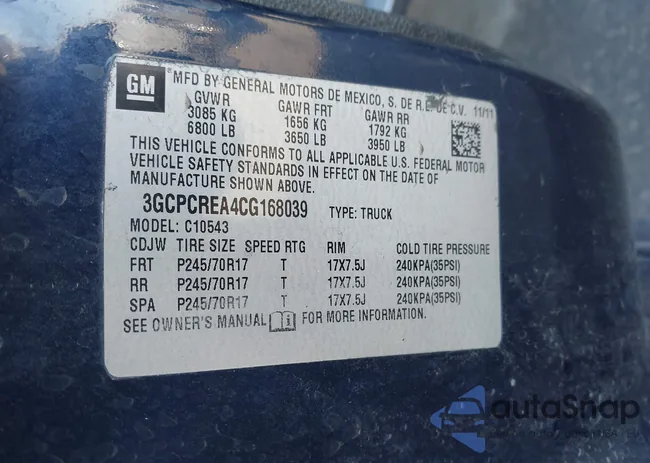 GM
MFD BY GENERAL MOTORS DE MEXICO, S. DE R.L. DE C.V. 11/11
GVWR GAWR FRT GAWR RR
3085 KG 1656 KG 1792 KG
6800 LB 3650 LB 3950 LB
THIS VEHICLE CONFORMS TO ALL APPLICABLE U.S. FEDERAL MOTOR
VEHICLE SAFETY STANDARDS IN EFFECT ON THE DATE OF
MANUFACTURE SHOWN ABOVE.
3GCPCREA4CG168039 TYPE: TRUCK
MODEL: C10543
CDJW TIRE SIZE SPEED RTG RIM COLD TIRE PRESSURE
FRT P245/70R17 T 17X7.5J 240KPA(35PSI)
RR P245/70R17 T 17X7.5J 240KPA(35PSI)
SPA P245/70R17 T 17X7.5J 240KPA(35PSI)
SEE OWNER'S MANUAL FOR MORE INFORMATION.
autoSnap